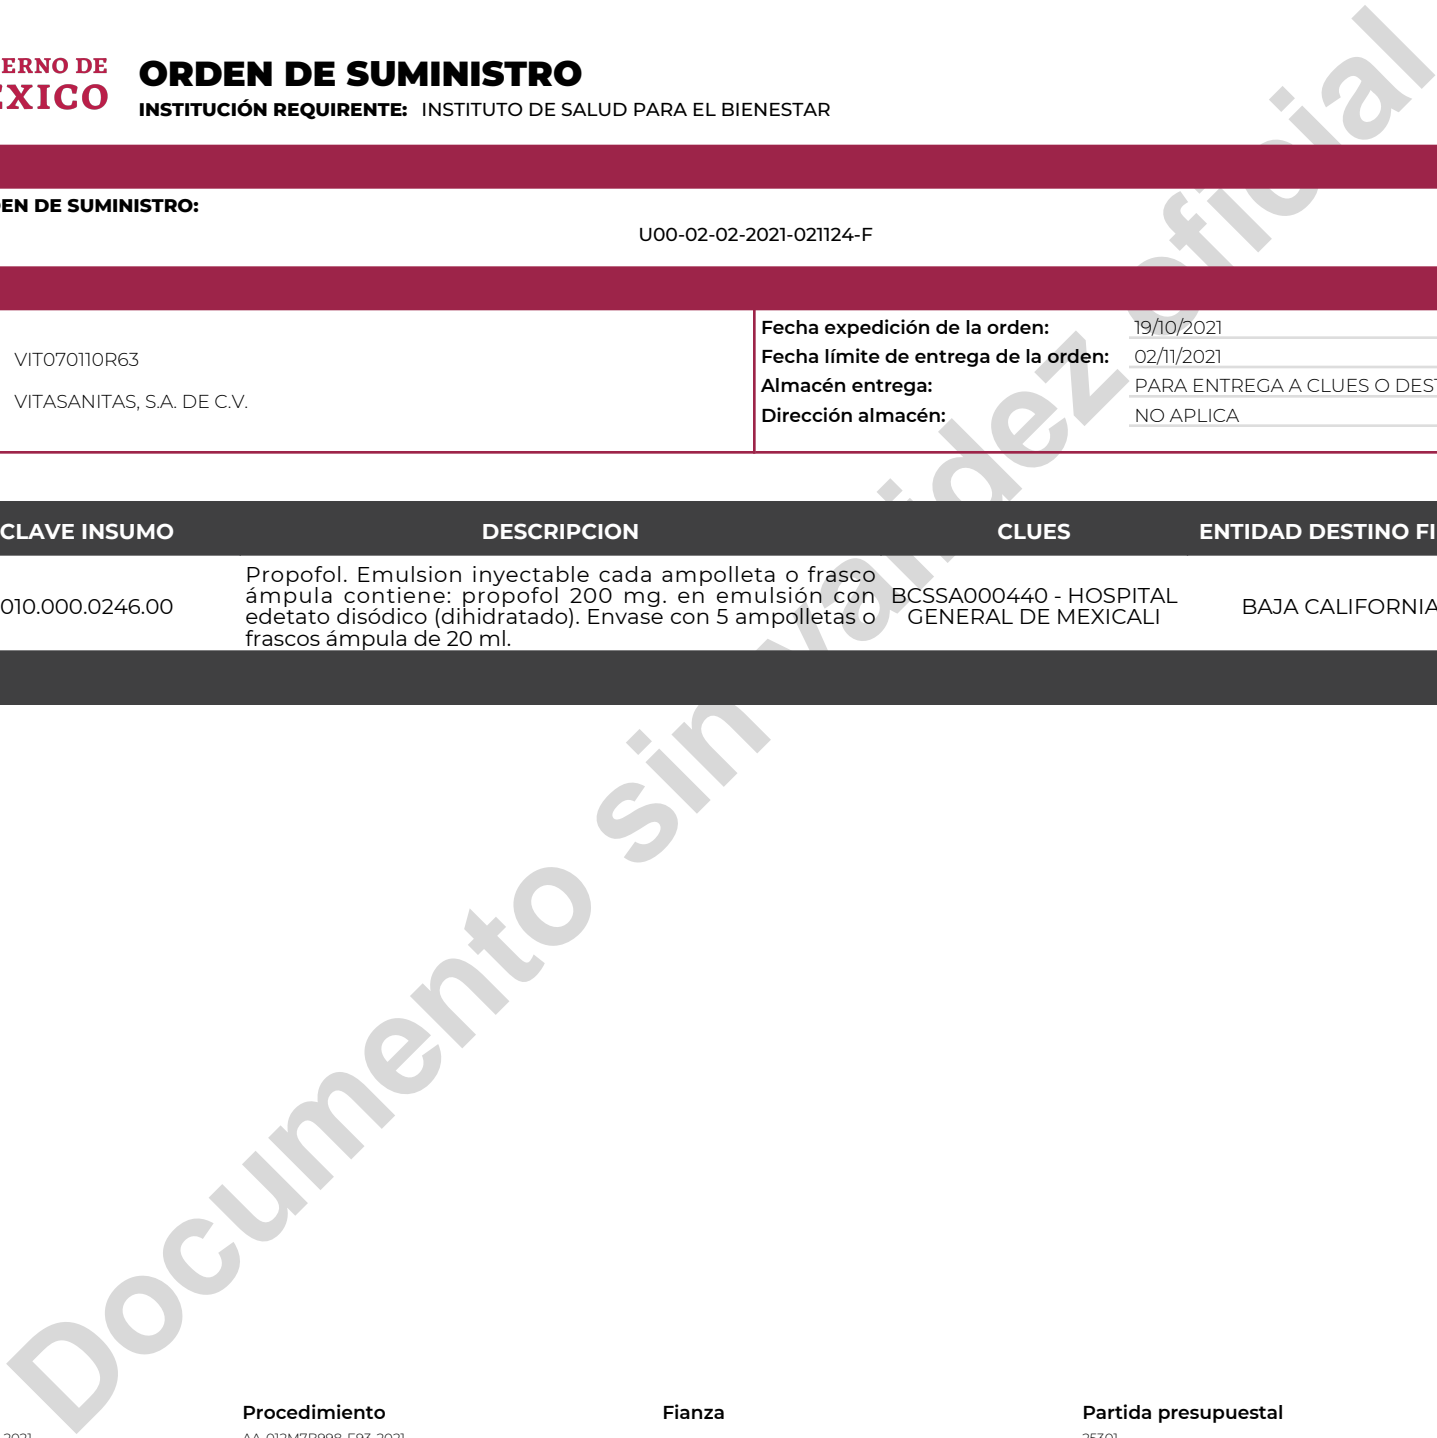 ERNO DE
ÉXICO
ORDEN DE SUMINISTRO
INSTITUCIÓN REQUIRENTE: INSTITUTO DE SALUD PARA EL BIENESTAR
EN DE SUMINISTRO:
U00-02-02-2021-021124-F
VIT070110R63
VITASANITAS, S.A. DE C.V.
Fecha expedición de la orden: 19/10/2021
Fecha límite de entrega de la orden: 02/11/2021
Almacén entrega: PARA ENTREGA A CLUES O DEST
Dirección almacén: NO APLICA
CLAVE INSUMO DESCRIPCION CLUES ENTIDAD DESTINO FI
010.000.0246.00
Propofol. Emulsion inyectable cada ampolleta o frasco
ámpula contiene: propofol 200 mg. en emulsión con
edetato disódico (dihidratado). Envase con 5 ampolletas o
frascos ámpula de 20 ml.
BCSSA000440 - HOSPITAL
GENERAL DE MEXICALI
BAJA CALIFORNIA
Documento sin validez oficial
Procedimiento Fianza Partida presupuestal